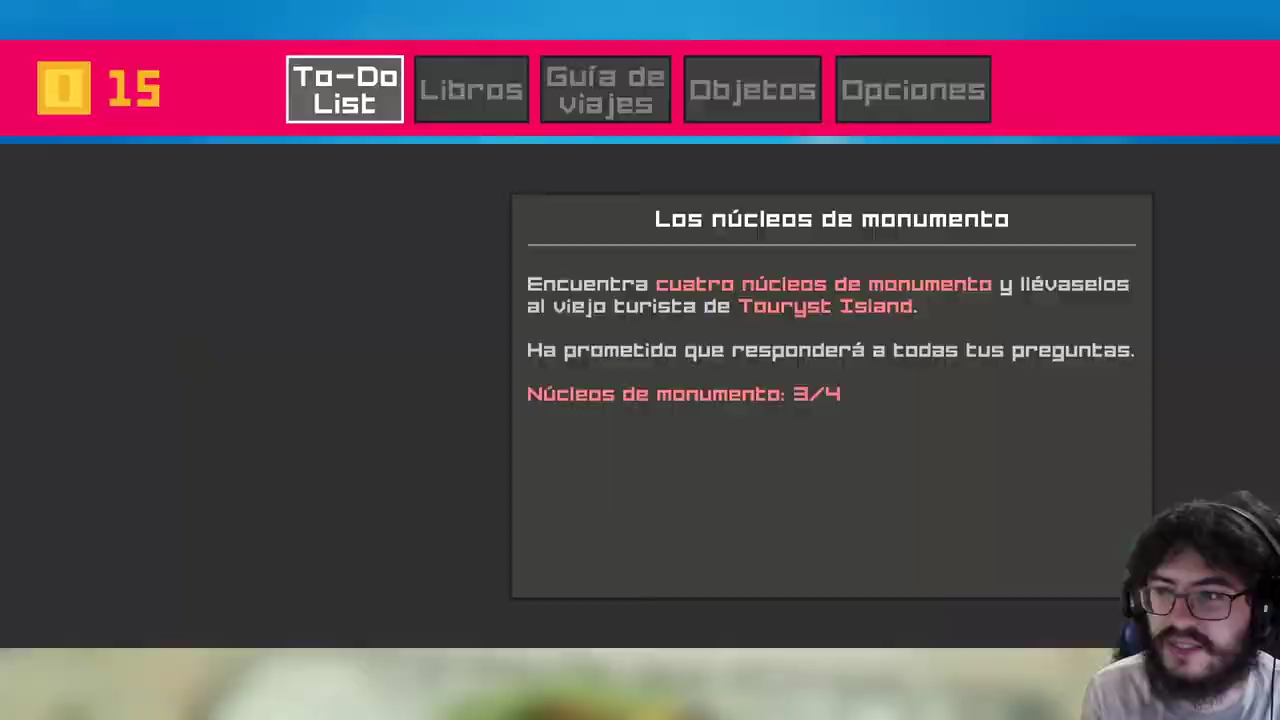 15
To-Do
List
Libros
Guía de
viajes
Objetos
Opciones
Los núcleos de monumento
Encuentra cuatro núcleos de monumento y llévaselos
al viejo turista de Touryst Island.
Ha prometido que responderá a todas tus preguntas.
Núcleos de monumento: 3/4